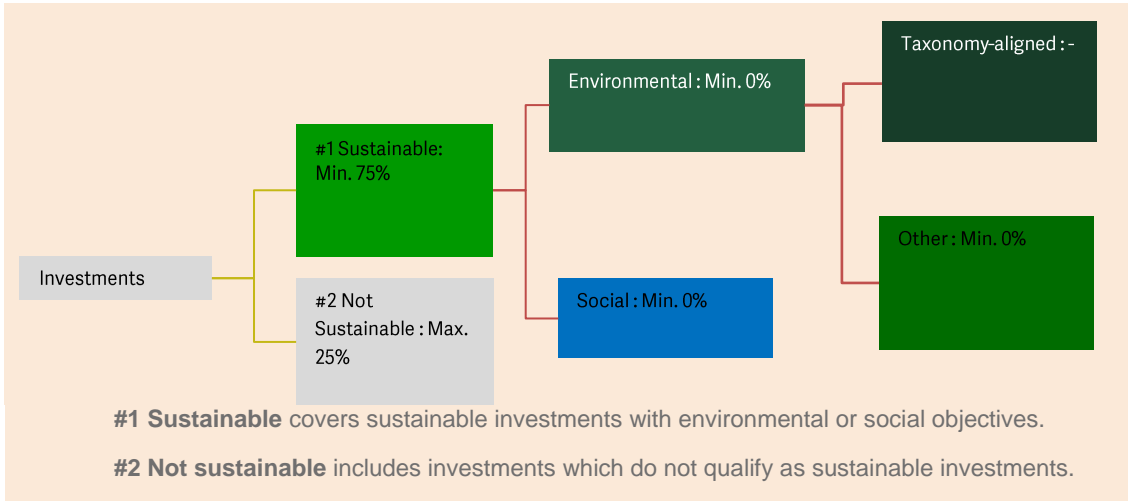 Taxonomy-aligned : -
Environmental : Min. 0%
#1 Sustainable:
Min. 75%
Other : Min. 0%
Investments
#2 Not
Sustainable : Max.
25%
Social : Min. 0%
#1 Sustainable covers sustainable investments with environmental or social objectives.
#2 Not sustainable includes investments which do not qualify as sustainable investments.